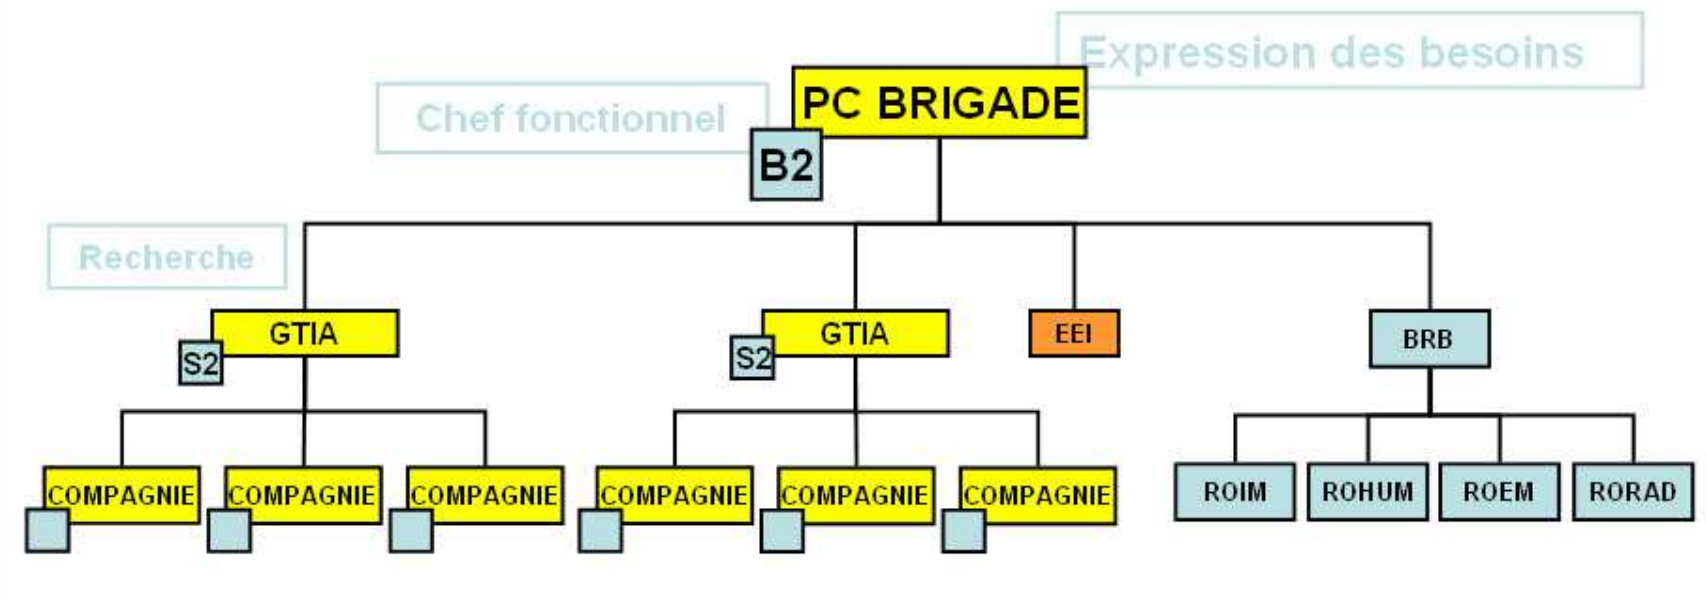 Expression des besoins
PC BRIGADE
Chef fonctionnel
B2
Recherche
GTIA
GTIA
EEI
BRB
S2
S2
COMPAGNIE
COMPAGNIE
COMPAGNIE
COMPAGNIE
COMPAGNIE
COMPAGNIE
ROIM
ROHUM
ROEM
RORAD